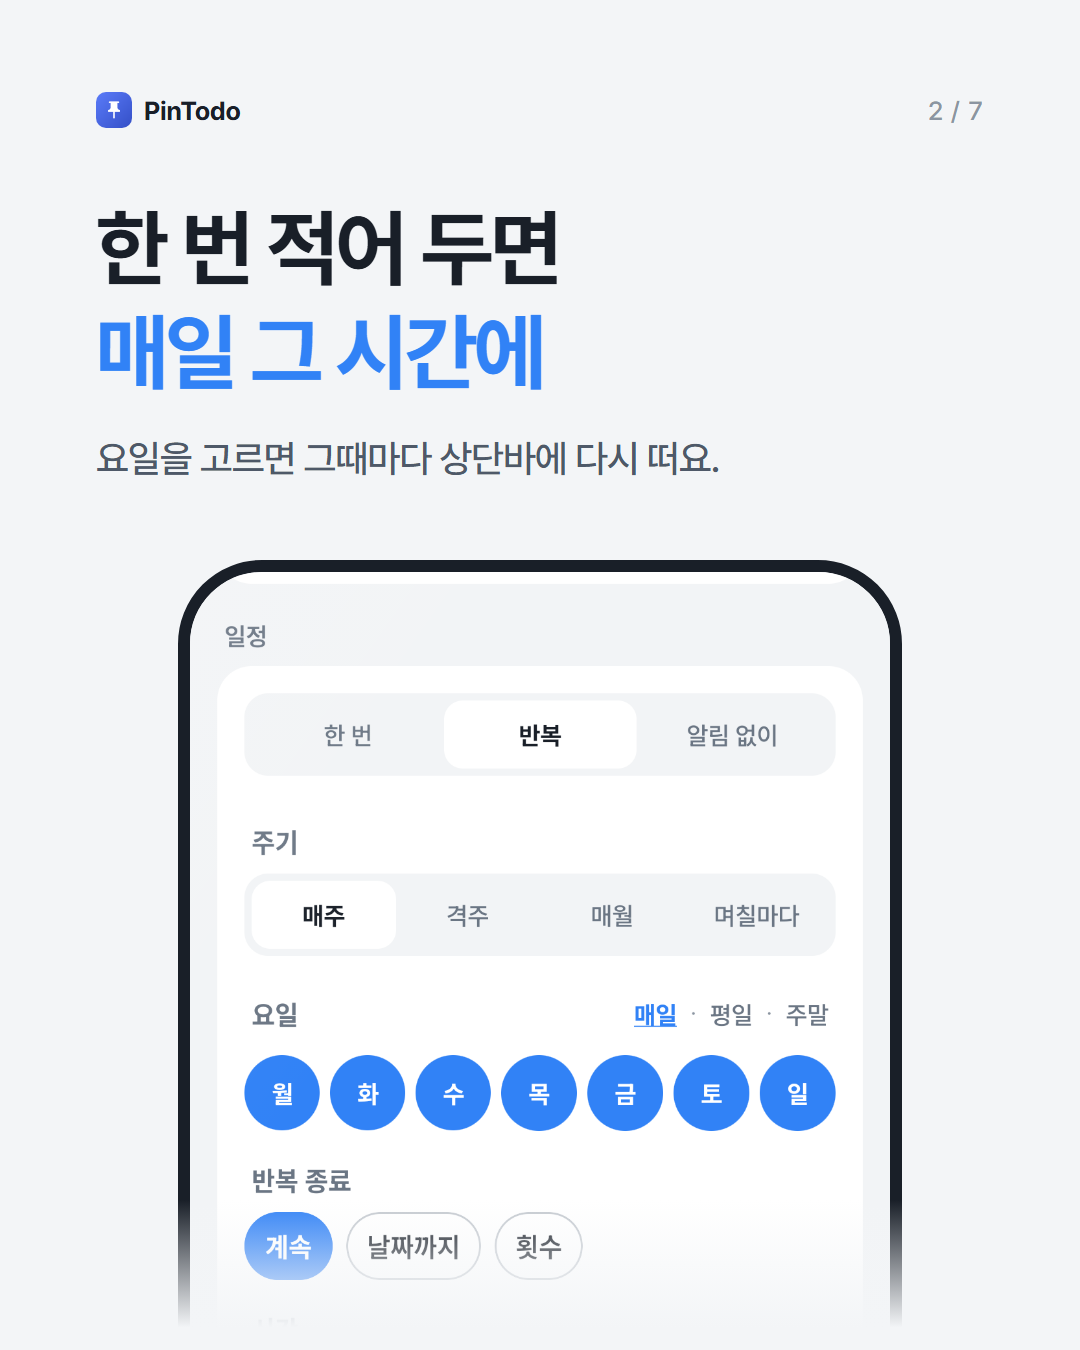 PinTodo
2 / 7
한 번 적어 두면
매일 그 시간에
요일을 고르면 그때마다 상단바에 다시 떠요.
일정
한 번 반복 알림 없이
주기
매주 격주 매월 며칠마다
요일 매일 · 평일 · 주말
월 화 수 목 금 토 일
반복 종료
계속 날짜까지 횟수